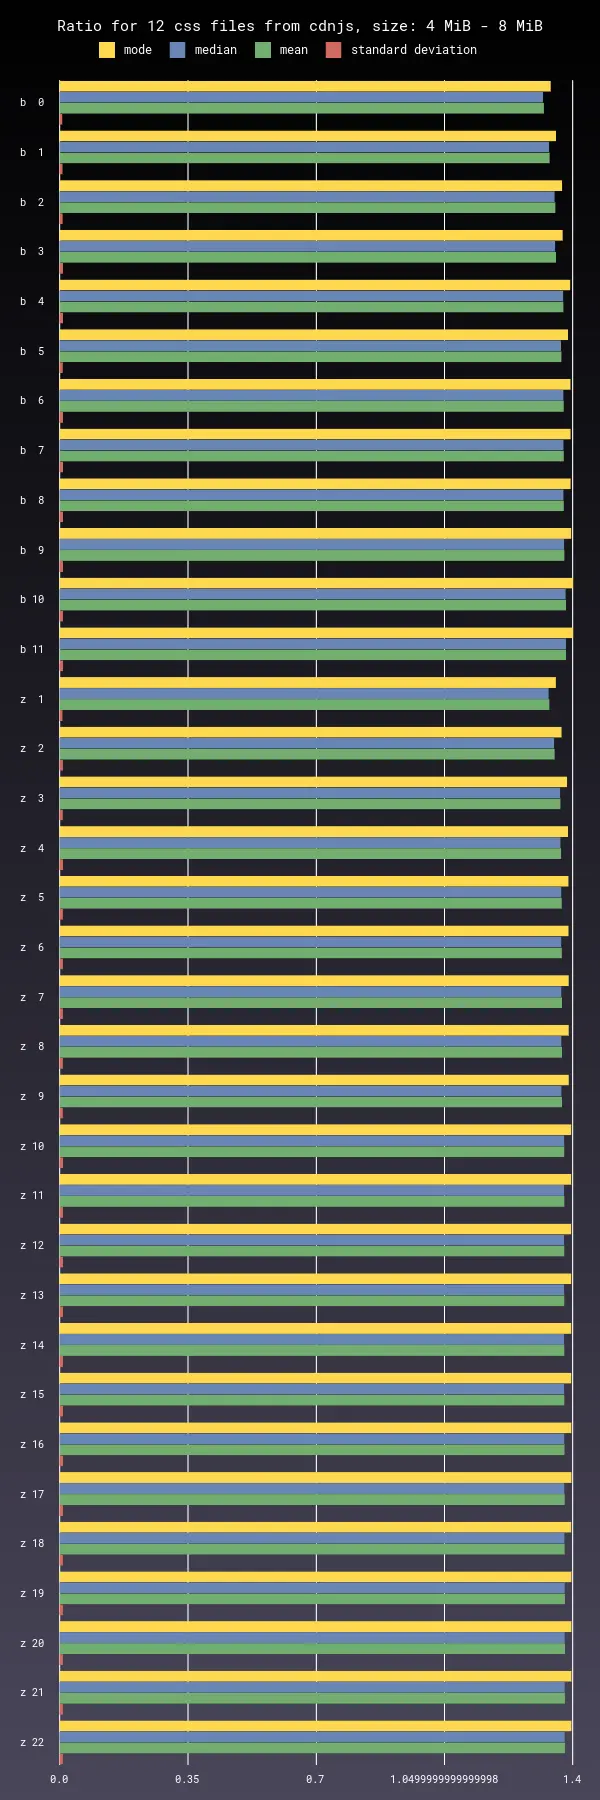 Ratio for 12 css files from cdnjs, size: 4 MiB - 8 MiB
mode median mean standard deviation
b 0
b 1
b 2
b 3
b 4
b 5
b 6
b 7
b 8
b 9
b 10
b 11
z 1
z 2
z 3
z 4
z 5
z 6
z 7
z 8
z 9
z 10
z 11
z 12
z 13
z 14
z 15
z 16
z 17
z 18
z 19
z 20
z 21
z 22
0.0 0.35 0.7 1.0499999999999998 1.4